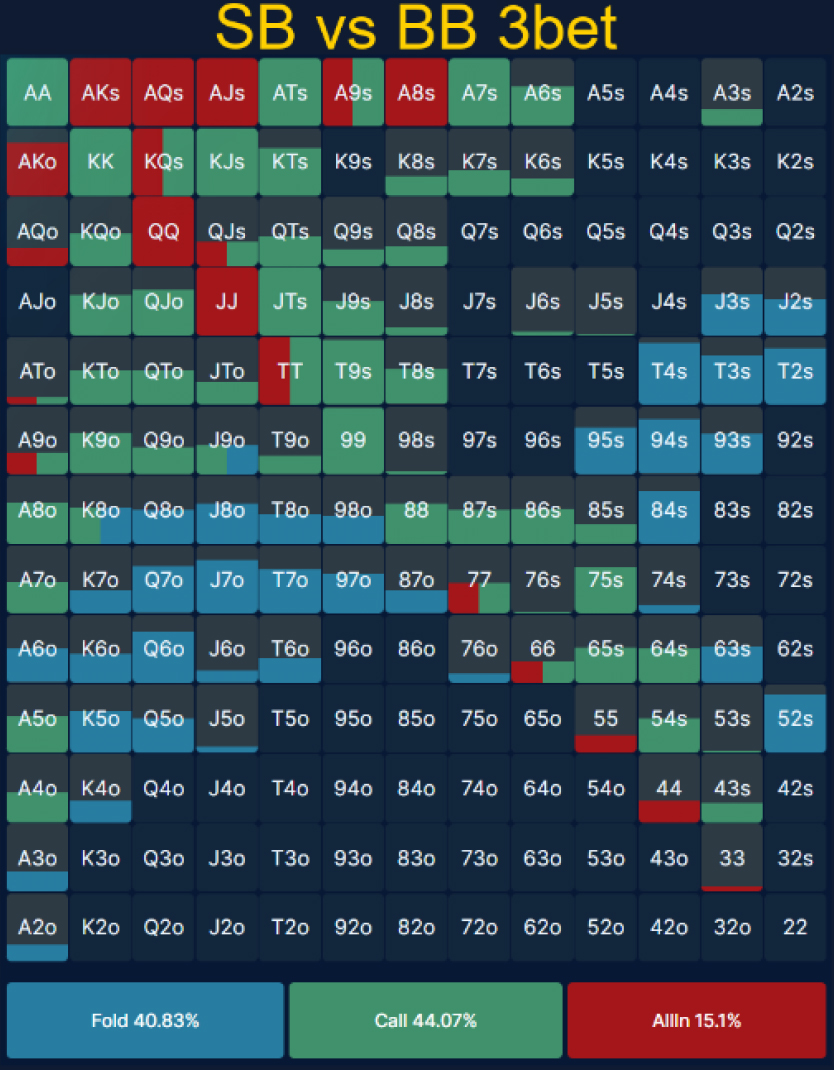 SB vs BB 3bet
AA AKs AQs AJs ATs A9s A8s A7s A6s A5s A4s A3s A2s
AKo KK KQs KJs KTs K9s K8s K7s K6s K5s K4s K3s K2s
AQo KQo QQ QJs QTs Q9s Q8s Q7s Q6s Q5s Q4s Q3s Q2s
AJo KJo QJo JJ JTs J9s J8s J7s J6s J5s J4s J3s J2s
ATo KTo QTo JTo TT T9s T8s T7s T6s T5s T4s T3s T2s
A9o K9o Q9o J9o T9o 99 98s 97s 96s 95s 94s 93s 92s
A8o K8o Q8o J8o T8o 98o 88 87s 86s 85s 84s 83s 82s
A7o K7o Q7o J7o T7o 97o 87o 77 76s 75s 74s 73s 72s
A6o K6o Q6o J6o T6o 96o 86o 76o 66 65s 64s 63s 62s
A5o K5o Q5o J5o T5o 95o 85o 75o 65o 55 54s 53s 52s
A4o K4o Q4o J4o T4o 94o 84o 74o 64o 54o 44 43s 42s
A3o K3o Q3o J3o T3o 93o 83o 73o 63o 53o 43o 33 32s
A2o K2o Q2o J2o T2o 92o 82o 72o 62o 52o 42o 32o 22
Fold 40.83% Call 44.07% AllIn 15.1%